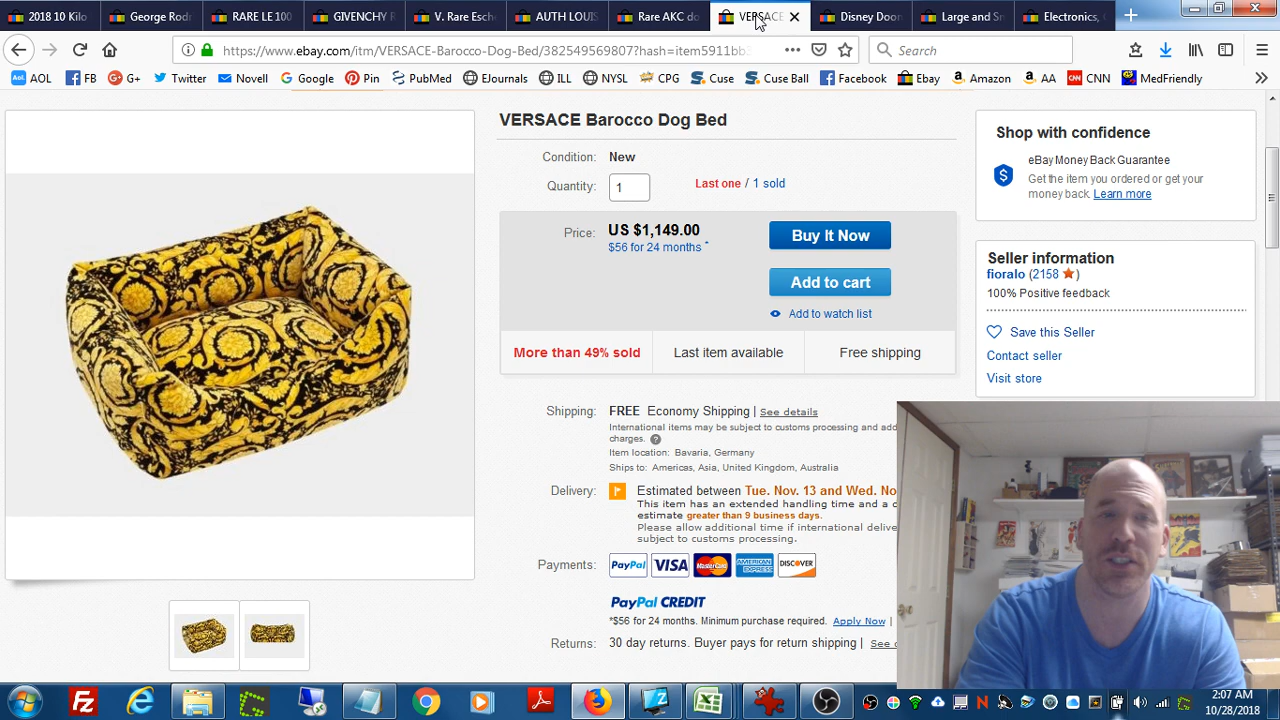 2018 10 Kilo
George Rodr
RARE LE 100
GIVENCHY R
V. Rare Esch
AUTH LOUIS
Rare AKC do
VERSACE
Disney Doon
Large and Sm
Electronics, C
https://www.ebay.com/itm/VERSACE-Barocco-Dog-Bed/382549569807?hash=item5911bb3
Search
AOL
FB
G+
Twitter
Novell
Google
Pin
PubMed
EJournals
ILL
NYSL
CPG
Cuse
Cuse Ball
Facebook
Ebay
Amazon
AA
CNN
MedFriendly
VERSACE Barocco Dog Bed
Condition: New
Quantity: 1
Last one / 1 sold
Price: US $1,149.00
$56 for 24 months *
Buy It Now
Add to cart
Add to watch list
More than 49% sold
Last item available
Free shipping
Shipping: FREE Economy Shipping | See details
International items may be subject to customs processing and add
charges.
Item location: Bavaria, Germany
Ships to: Americas, Asia, United Kingdom, Australia
Delivery: Estimated between Tue. Nov. 13 and Wed. No
This item has an extended handling time and a d
estimate greater than 9 business days.
Please allow additional time if international delive
subject to customs processing.
Payments: PayPal VISA MasterCard AMERICAN EXPRESS DISCOVER
PayPal CREDIT
*$56 for 24 months. Minimum purchase required. Apply Now |
Returns: 30 day returns. Buyer pays for return shipping | See d
Shop with confidence
eBay Money Back Guarantee
Get the item you ordered or get your
money back. Learn more
Seller information
fioralo (2158)
100% Positive feedback
Save this Seller
Contact seller
Visit store
2:07 AM
10/28/2018